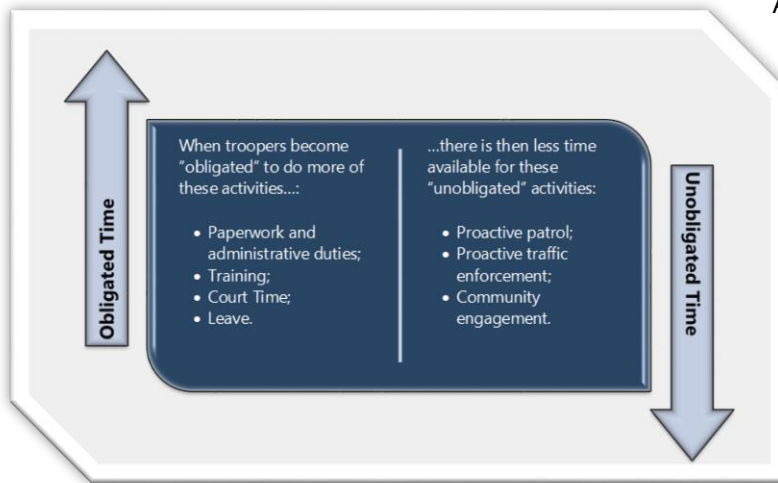 A
Obligated Time
When troopers become
"obligated" to do more of
these activities...:
• Paperwork and
administrative duties;
• Training;
• Court Time;
• Leave.
...there is then less time
available for these
"unobligated" activities:
• Proactive patrol;
• Proactive traffic
enforcement;
• Community
engagement.
Unobligated Time